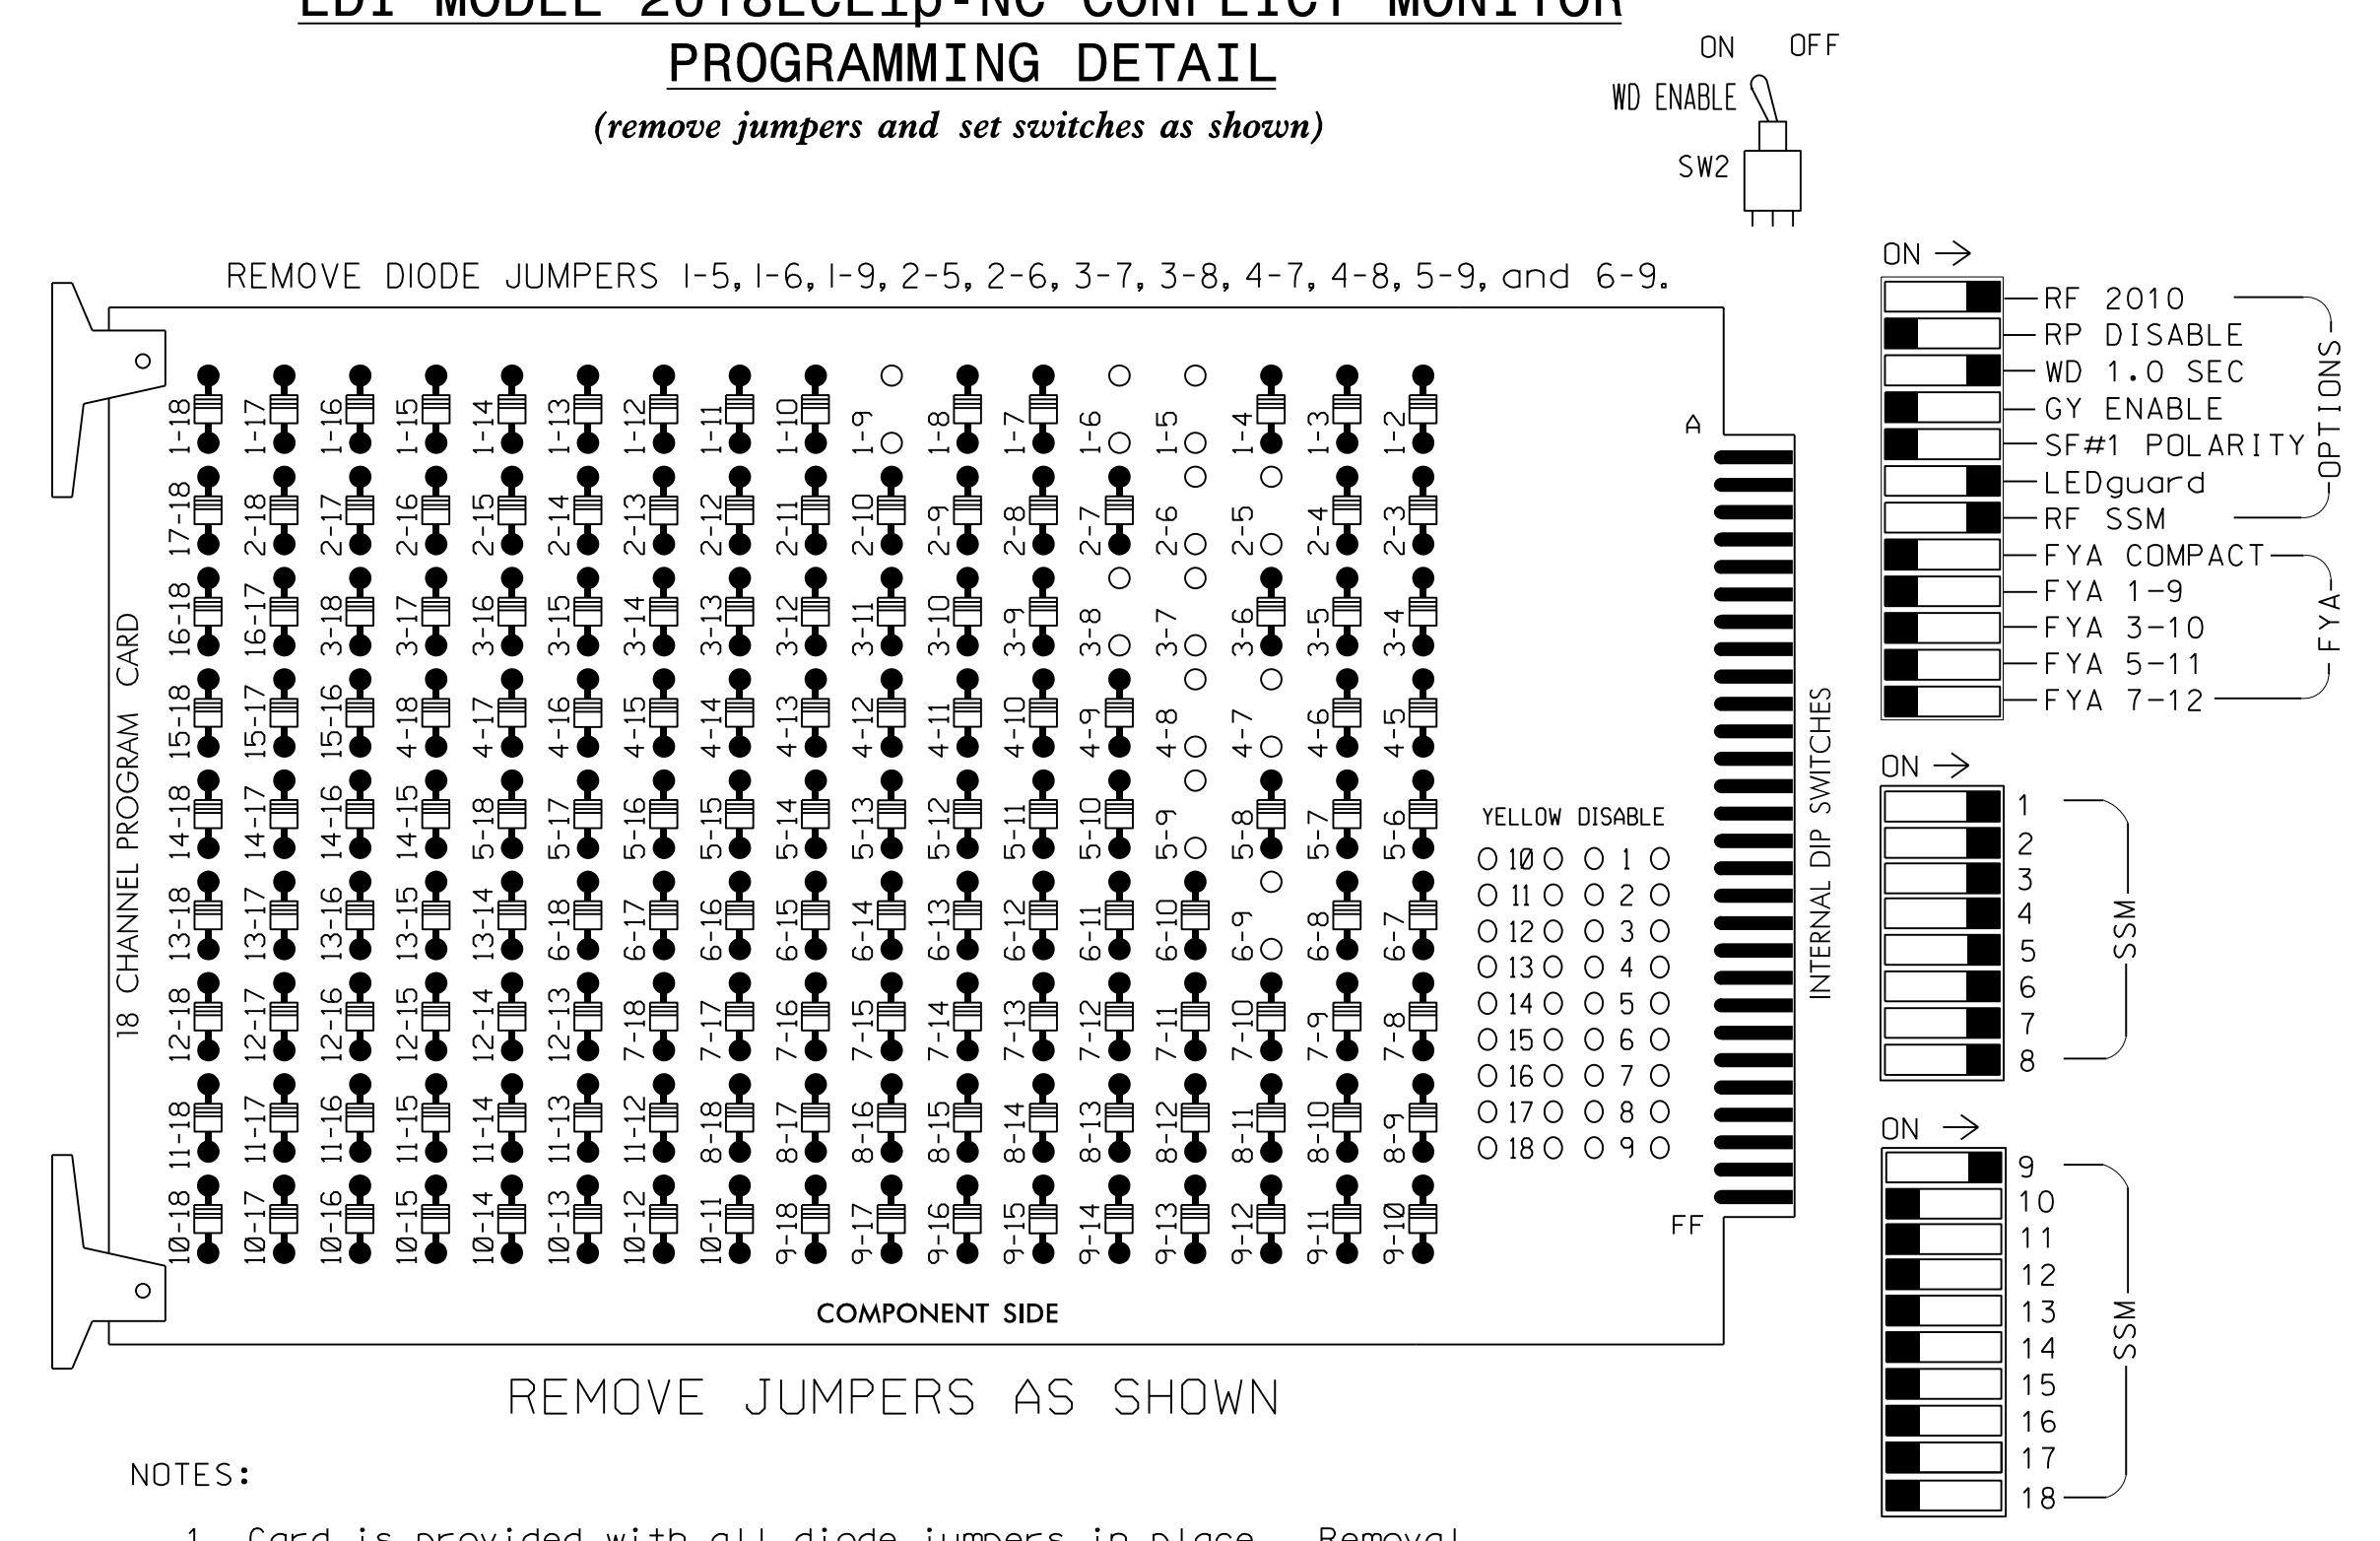 EDI MODEL 2018ECLip-NC CONFLICT MONITOR
PROGRAMMING DETAIL
(remove jumpers and set switches as shown)
ON OFF
WD ENABLE
SW2
REMOVE DIODE JUMPERS 1-5, 1-6, 1-9, 2-5, 2-6, 3-7, 3-8, 4-7, 4-8, 5-9, and 6-9.
18 CHANNEL PROGRAM CARD
1-18 1-17 1-16 1-15 1-14 1-13 1-12 1-11 1-10 1-9 1-8 1-7 1-6 1-5 1-4 1-3 1-2
17-18 2-18 2-17 2-16 2-15 2-14 2-13 2-12 2-11 2-10 2-9 2-8 2-7 2-6 2-5 2-4 2-3
16-18 16-17 3-18 3-17 3-16 3-15 3-14 3-13 3-12 3-11 3-10 3-9 3-8 3-7 3-6 3-5 3-4
15-18 15-17 15-16 4-18 4-17 4-16 4-15 4-14 4-13 4-12 4-11 4-10 4-9 4-8 4-7 4-6 4-5
14-18 14-17 14-16 14-15 5-18 5-17 5-16 5-15 5-14 5-13 5-12 5-11 5-10 5-9 5-8 5-7 5-6
13-18 13-17 13-16 13-15 13-14 6-18 6-17 6-16 6-15 6-14 6-13 6-12 6-11 6-10 6-9 6-8 6-7
12-18 12-17 12-16 12-15 12-14 12-13 7-18 7-17 7-16 7-15 7-14 7-13 7-12 7-11 7-10 7-9 7-8
11-18 11-17 11-16 11-15 11-14 11-13 11-12 8-18 8-17 8-16 8-15 8-14 8-13 8-12 8-11 8-10 8-9
10-18 10-17 10-16 10-15 10-14 10-13 10-12 10-11 9-18 9-17 9-16 9-15 9-14 9-13 9-12 9-11 9-10
YELLOW DISABLE
10 1
11 2
12 3
13 4
14 5
15 6
16 7
17 8
18 9
A
FF
COMPONENT SIDE
INTERNAL DIP SWITCHES
ON
RF 2010
RP DISABLE
WD 1.0 SEC
GY ENABLE
SF#1 POLARITY
LEDguard
RF SSM
OPTIONS
FYA COMPACT
FYA 1-9
FYA 3-10
FYA 5-11
FYA 7-12
FYA
ON
1
2
3
4
5
6
7
8
SSM
ON
9
10
11
12
13
14
15
16
17
18
SSM
REMOVE JUMPERS AS SHOWN
NOTES:
1. Card is provided with all diode jumpers in place. Removal